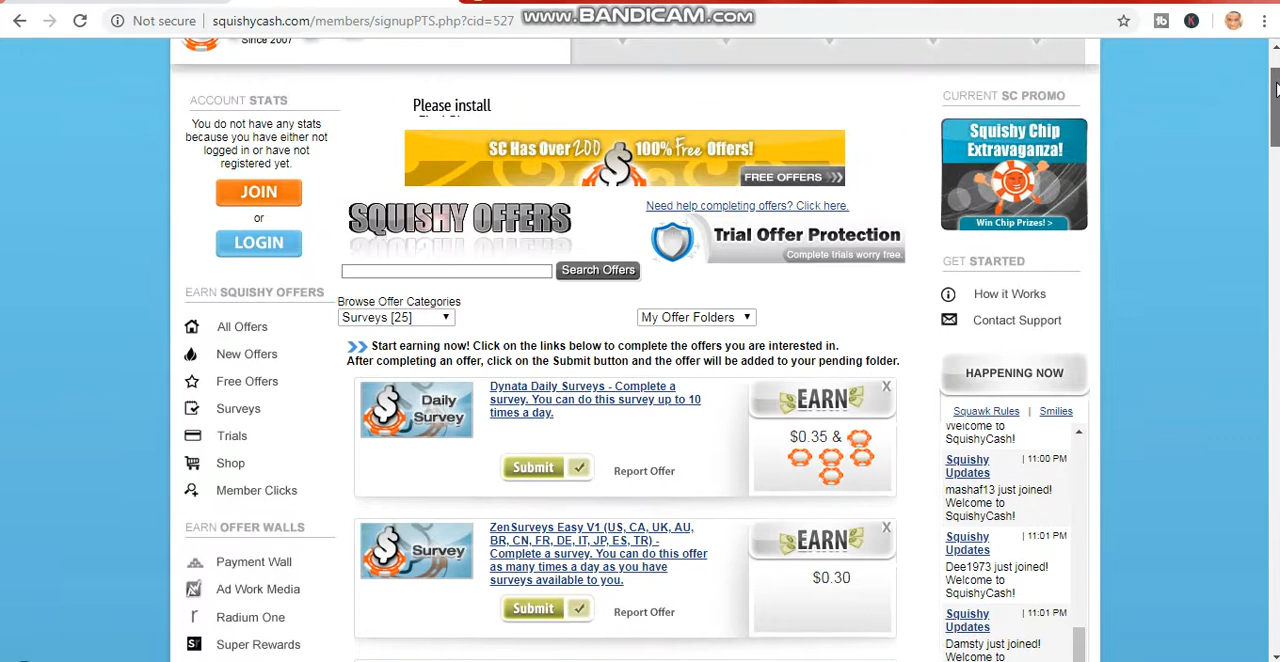 Not secure | squishycash.com/members/signupPTS.php?cid=527
www.BANDICAM.com
Since 2007
ACCOUNT STATS
You do not have any stats
because you have either not
logged in or have not
registered yet.
JOIN
or
LOGIN
EARN SQUISHY OFFERS
All Offers
New Offers
Free Offers
Surveys
Trials
Shop
Member Clicks
EARN OFFER WALLS
Payment Wall
Ad Work Media
Radium One
Super Rewards
Please install
SC Has Over 200 100% Free Offers!
FREE OFFERS
SQUISHY OFFERS
Need help completing offers? Click here.
Trial Offer Protection
Complete trials worry free.
Search Offers
Browse Offer Categories
Surveys [25]
My Offer Folders
Start earning now! Click on the links below to complete the offers you are interested in.
After completing an offer, click on the Submit button and the offer will be added to your pending folder.
Daily
Survey
Dynata Daily Surveys - Complete a
survey. You can do this survey up to 10
times a day.
Submit
Report Offer
EARN
X
$0.35 &
Survey
ZenSurveys Easy V1 (US, CA, UK, AU,
BR, CN, FR, DE, IT, JP, ES, TR) -
Complete a survey. You can do this offer
as many times a day as you have
surveys available to you.
Submit
Report Offer
EARN
X
$0.30
CURRENT SC PROMO
Squishy Chip
Extravaganza!
Win Chip Prizes! >
GET STARTED
How it Works
Contact Support
HAPPENING NOW
Squawk Rules | Smilies
Welcome to
SquishyCash!
Squishy
Updates
| 11:00 PM
mashaf13 just joined!
Welcome to
SquishyCash!
Squishy
Updates
| 11:01 PM
Dee1973 just joined!
Welcome to
SquishyCash!
Squishy
Updates
| 11:01 PM
Damsty just joined!
Welcome to